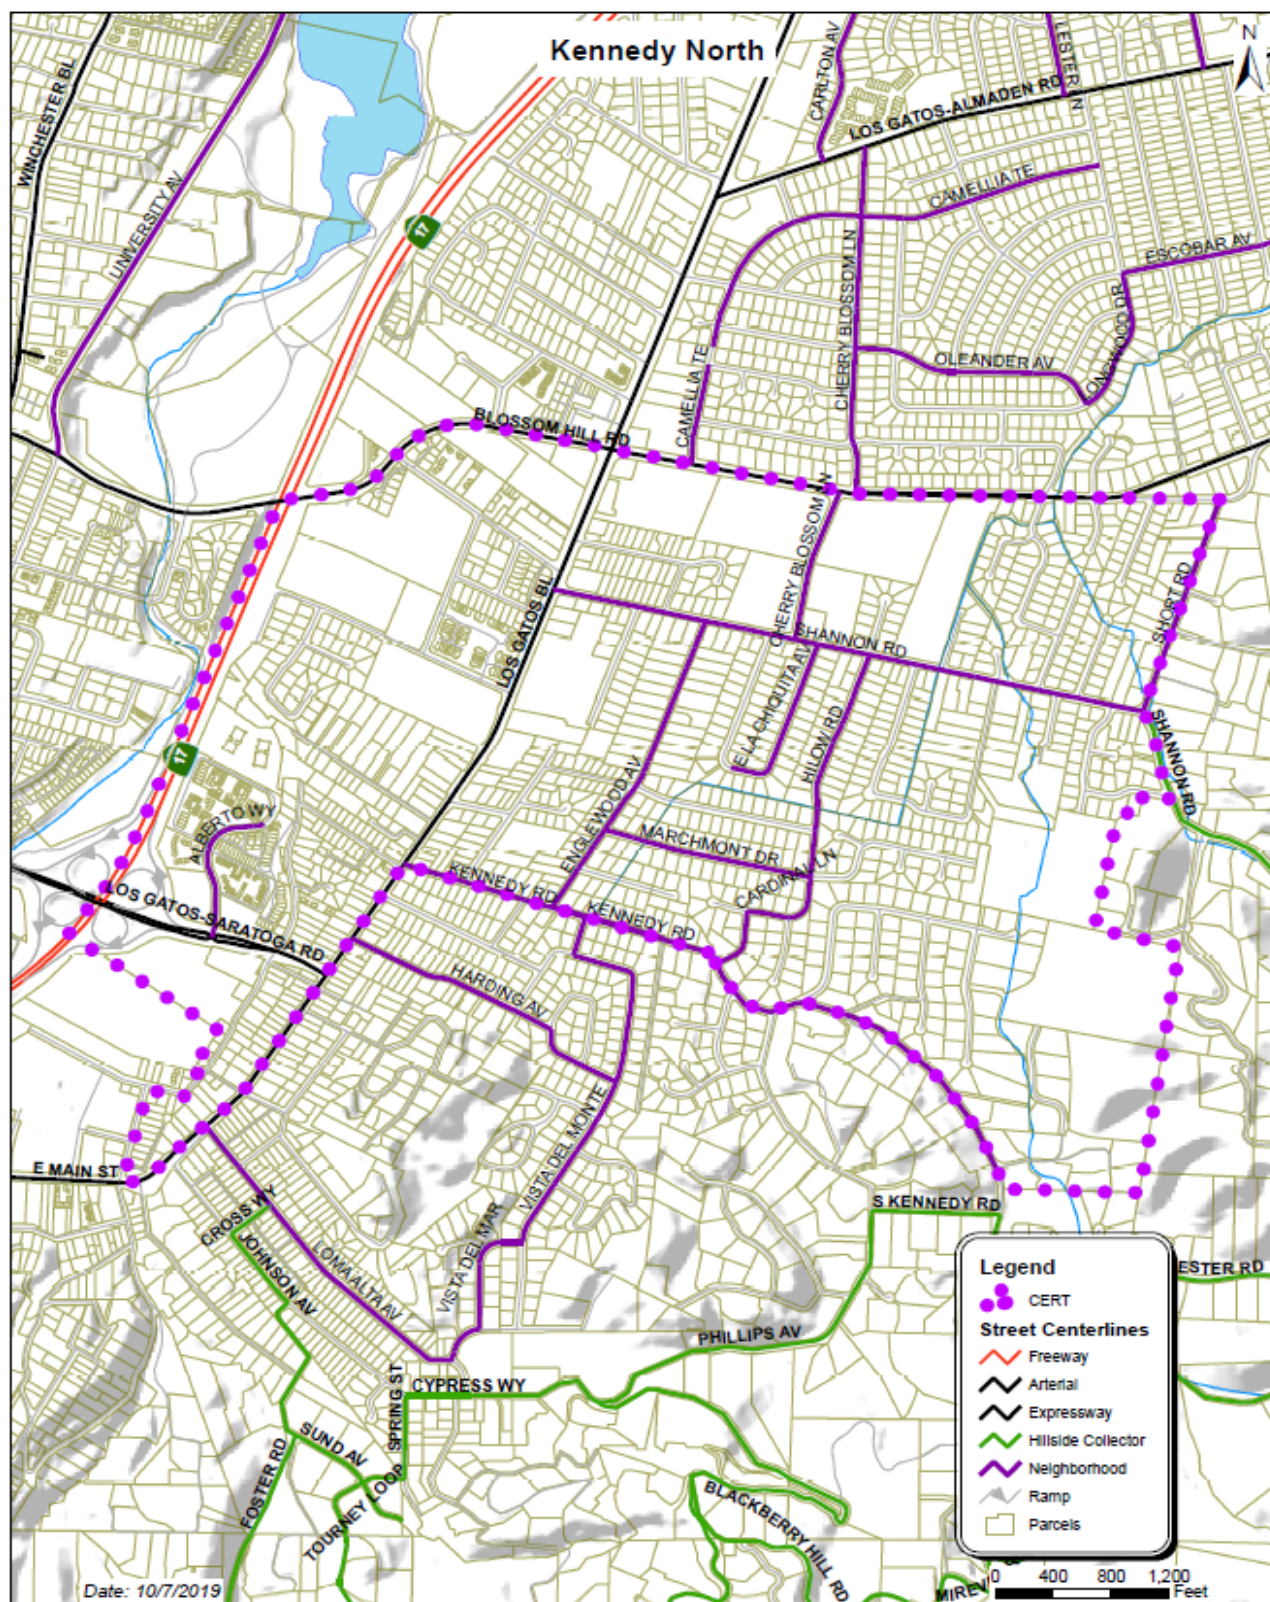 Kennedy North
N
WINCHESTER BL
UNIVERSITY AV
17
CARLTON AV
LESTER LN
LOS GATOS-ALMADEN RD
CAMELLIA TE
CHERRY BLOSSOM LN
ESCOBAR AV
OLEANDER AV
CAMELLIA TE
BLOSSOM HILL RD
CHERRY BLOSSOM LN
LOS GATOS BL
SHANNON RD
SHORT RD
SHANNON RD
17
ALBERTO WY
ENGLEWOOD AV
HILOW RD
MARCHMONT DR
CARDINAL LN
KENNEDY RD
KENNEDY RD
LOS GATOS-SARATOGA RD
HARDING AV
VISTA DEL MONTE
E MAIN ST
CROSS WY
JOHNSON AV
LOMA ALTA AV
VISTA DEL MAR
S KENNEDY RD
PHILLIPS AV
CYPRESS WY
SPRING ST
SUND AV
FOSTER RD
TOURNEY LOOP
BLACKBERRY HILL RD
ESTER RD
Legend
CERT
Street Centerlines
Freeway
Arterial
Expressway
Hillside Collector
Neighborhood
Ramp
Parcels
0 400 800 1,200
Feet
Date: 10/7/2019